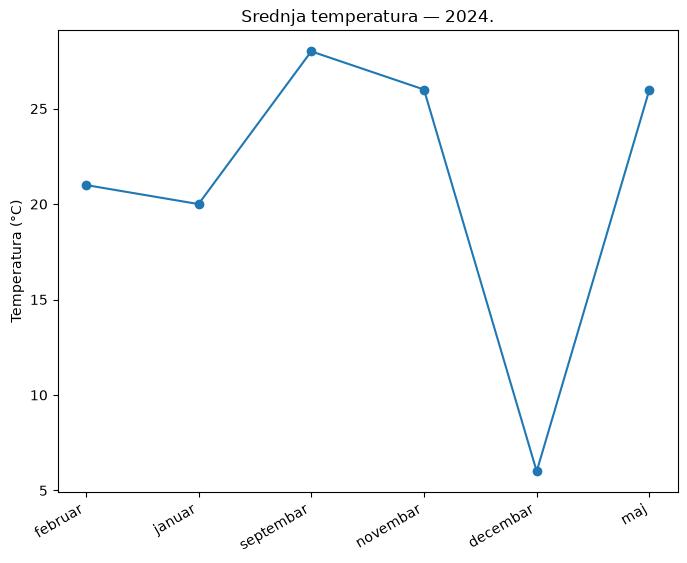 Srednja temperatura — 2024.
Temperatura (°C)
25
20
15
10
5
februar
januar
septembar
novembar
decembar
maj